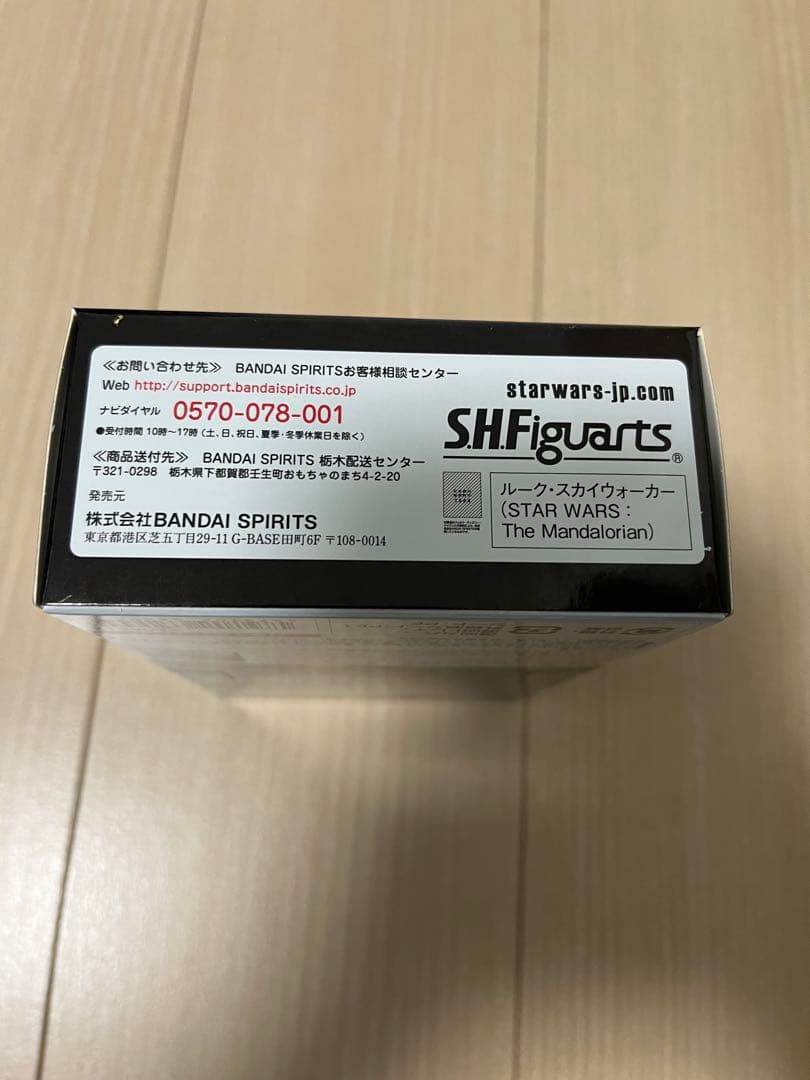 ≪お問い合わせ先≫ BANDAI SPIRITSお客様相談センター
Web http://support.bandaispirits.co.jp
ナビダイヤル 0570-078-001
●受付時間 10時〜17時（土、日、祝日、夏季・冬季休業日を除く）
≪商品送付先≫ BANDAI SPIRITS 栃木配送センター
〒321-0298 栃木県下都賀郡壬生町おもちゃのまち4-2-20
発売元
株式会社BANDAI SPIRITS
東京都港区芝五丁目29-11 G-BASE田町6F 〒108-0014
starwars-jp.com
S.H.Figuarts®
ルーク・スカイウォーカー
(STAR WARS :
The Mandalorian)